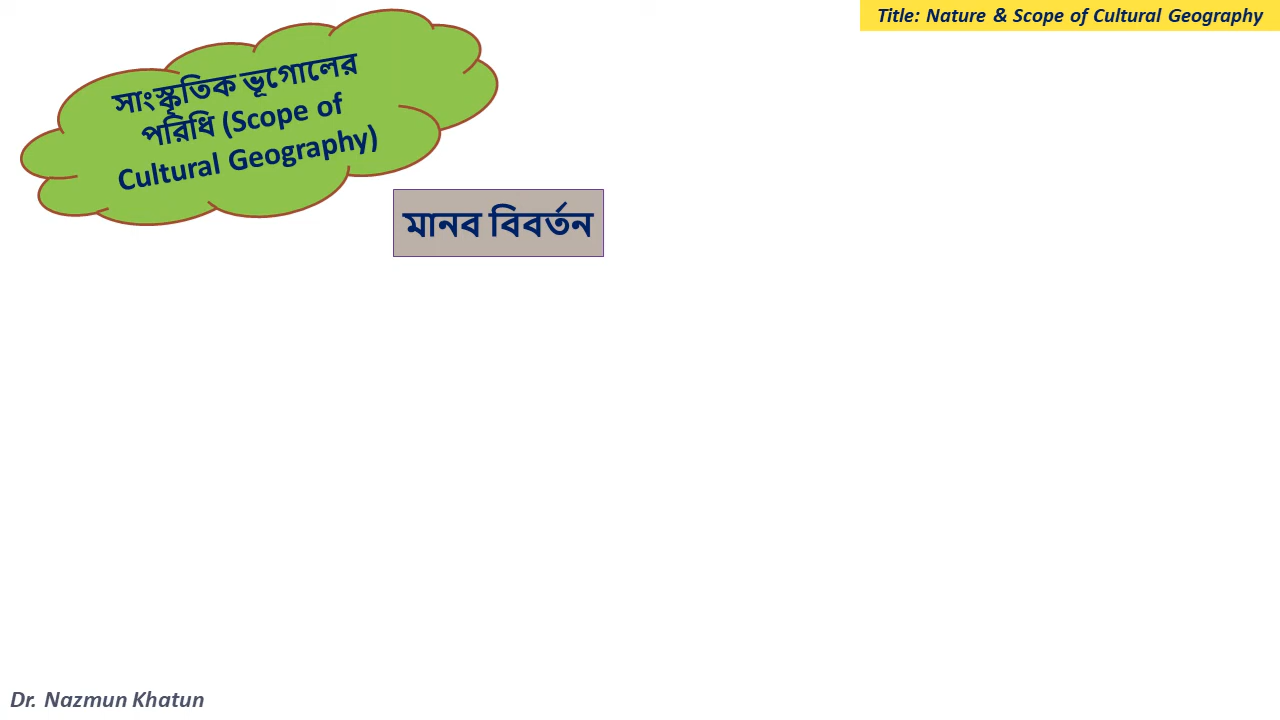 Title: Nature & Scope of Cultural Geography
সাংস্কৃতিক ভূগোলের
পরিধি (Scope of
Cultural Geography)
মানব বিবর্তন
Dr. Nazmun Khatun